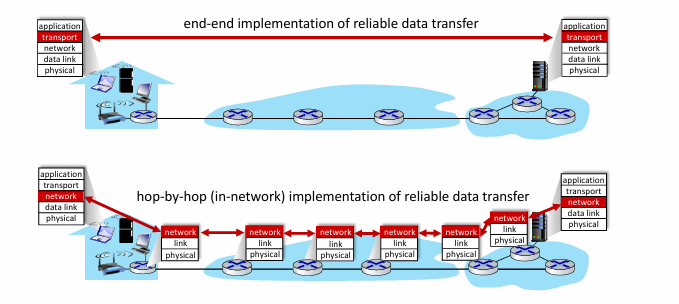 end-end implementation of reliable data transfer
application
transport
network
data link
physical
application
transport
network
data link
physical
hop-by-hop (in-network) implementation of reliable data transfer
application
transport
network
data link
physical
network
link
physical
network
link
physical
network
link
physical
network
link
physical
network
link
physical
network
link
physical
application
transport
network
data link
physical